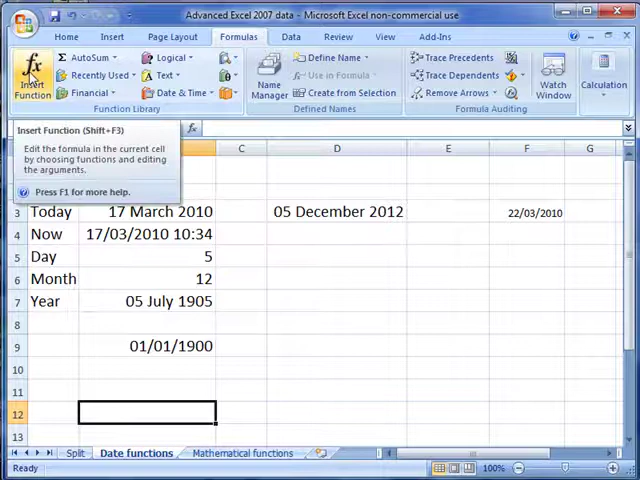 Advanced Excel 2007 data - Microsoft Excel non-commercial use
Home Insert Page Layout Formulas Data Review View Add-Ins
fx
Insert
Function
Σ AutoSum
Recently Used
Financial
Logical
Text
Date & Time
Function Library
Name
Manager
Define Name
Use in Formula
Create from Selection
Defined Names
Trace Precedents
Trace Dependents
Remove Arrows
Formula Auditing
Watch
Window
Calculation
fx
Insert Function (Shift+F3)
Edit the formula in the current cell
by choosing functions and editing
the arguments.
Press F1 for more help.
C D E F G
3 Today 17 March 2010 05 December 2012 22/03/2010
4 Now 17/03/2010 10:34
5 Day 5
6 Month 12
7 Year 05 July 1905
8
9 01/01/1900
10
11
12
13
Split Date functions Mathematical functions
Ready 100%